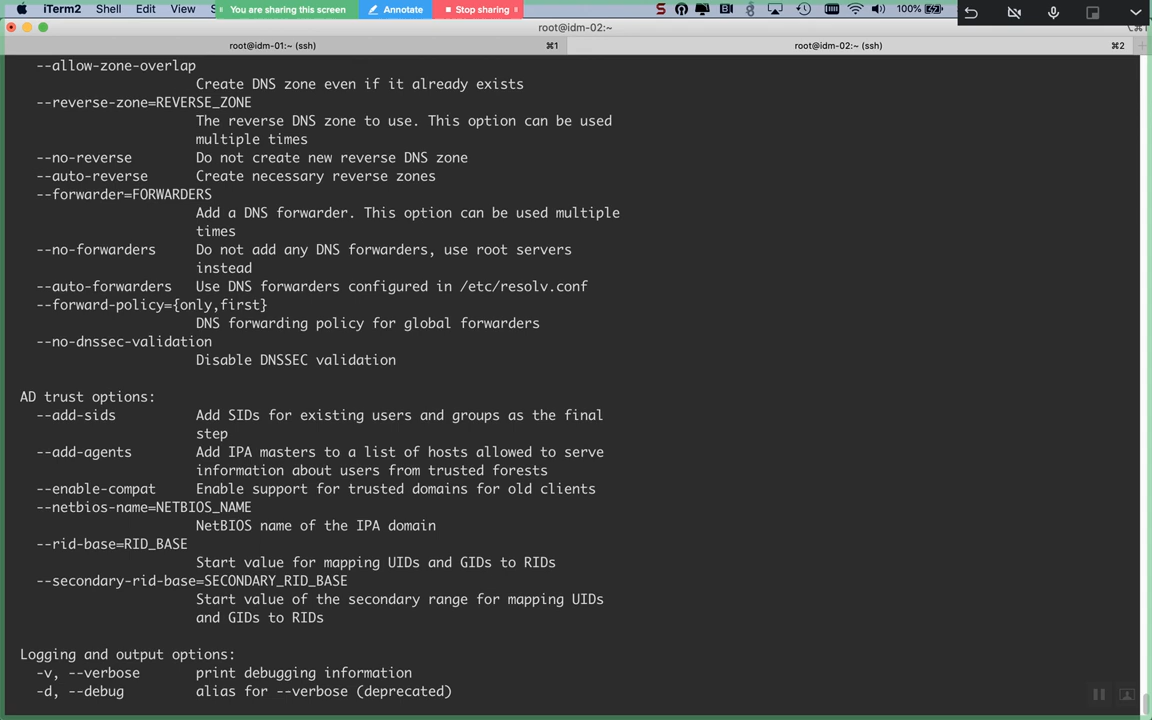 iTerm2 Shell Edit View You are sharing this screen Annotate Stop sharing 100%
root@idm-02:~
root@idm-01:~ (ssh) ⌘1 root@idm-02:~ (ssh) ⌘2
--allow-zone-overlap
Create DNS zone even if it already exists
--reverse-zone=REVERSE_ZONE
The reverse DNS zone to use. This option can be used
multiple times
--no-reverse Do not create new reverse DNS zone
--auto-reverse Create necessary reverse zones
--forwarder=FORWARDERS
Add a DNS forwarder. This option can be used multiple
times
--no-forwarders Do not add any DNS forwarders, use root servers
instead
--auto-forwarders Use DNS forwarders configured in /etc/resolv.conf
--forward-policy={only,first}
DNS forwarding policy for global forwarders
--no-dnssec-validation
Disable DNSSEC validation
AD trust options:
--add-sids Add SIDs for existing users and groups as the final
step
--add-agents Add IPA masters to a list of hosts allowed to serve
information about users from trusted forests
--enable-compat Enable support for trusted domains for old clients
--netbios-name=NETBIOS_NAME
NetBIOS name of the IPA domain
--rid-base=RID_BASE
Start value for mapping UIDs and GIDs to RIDs
--secondary-rid-base=SECONDARY_RID_BASE
Start value of the secondary range for mapping UIDs
and GIDs to RIDs
Logging and output options:
-v, --verbose print debugging information
-d, --debug alias for --verbose (deprecated)